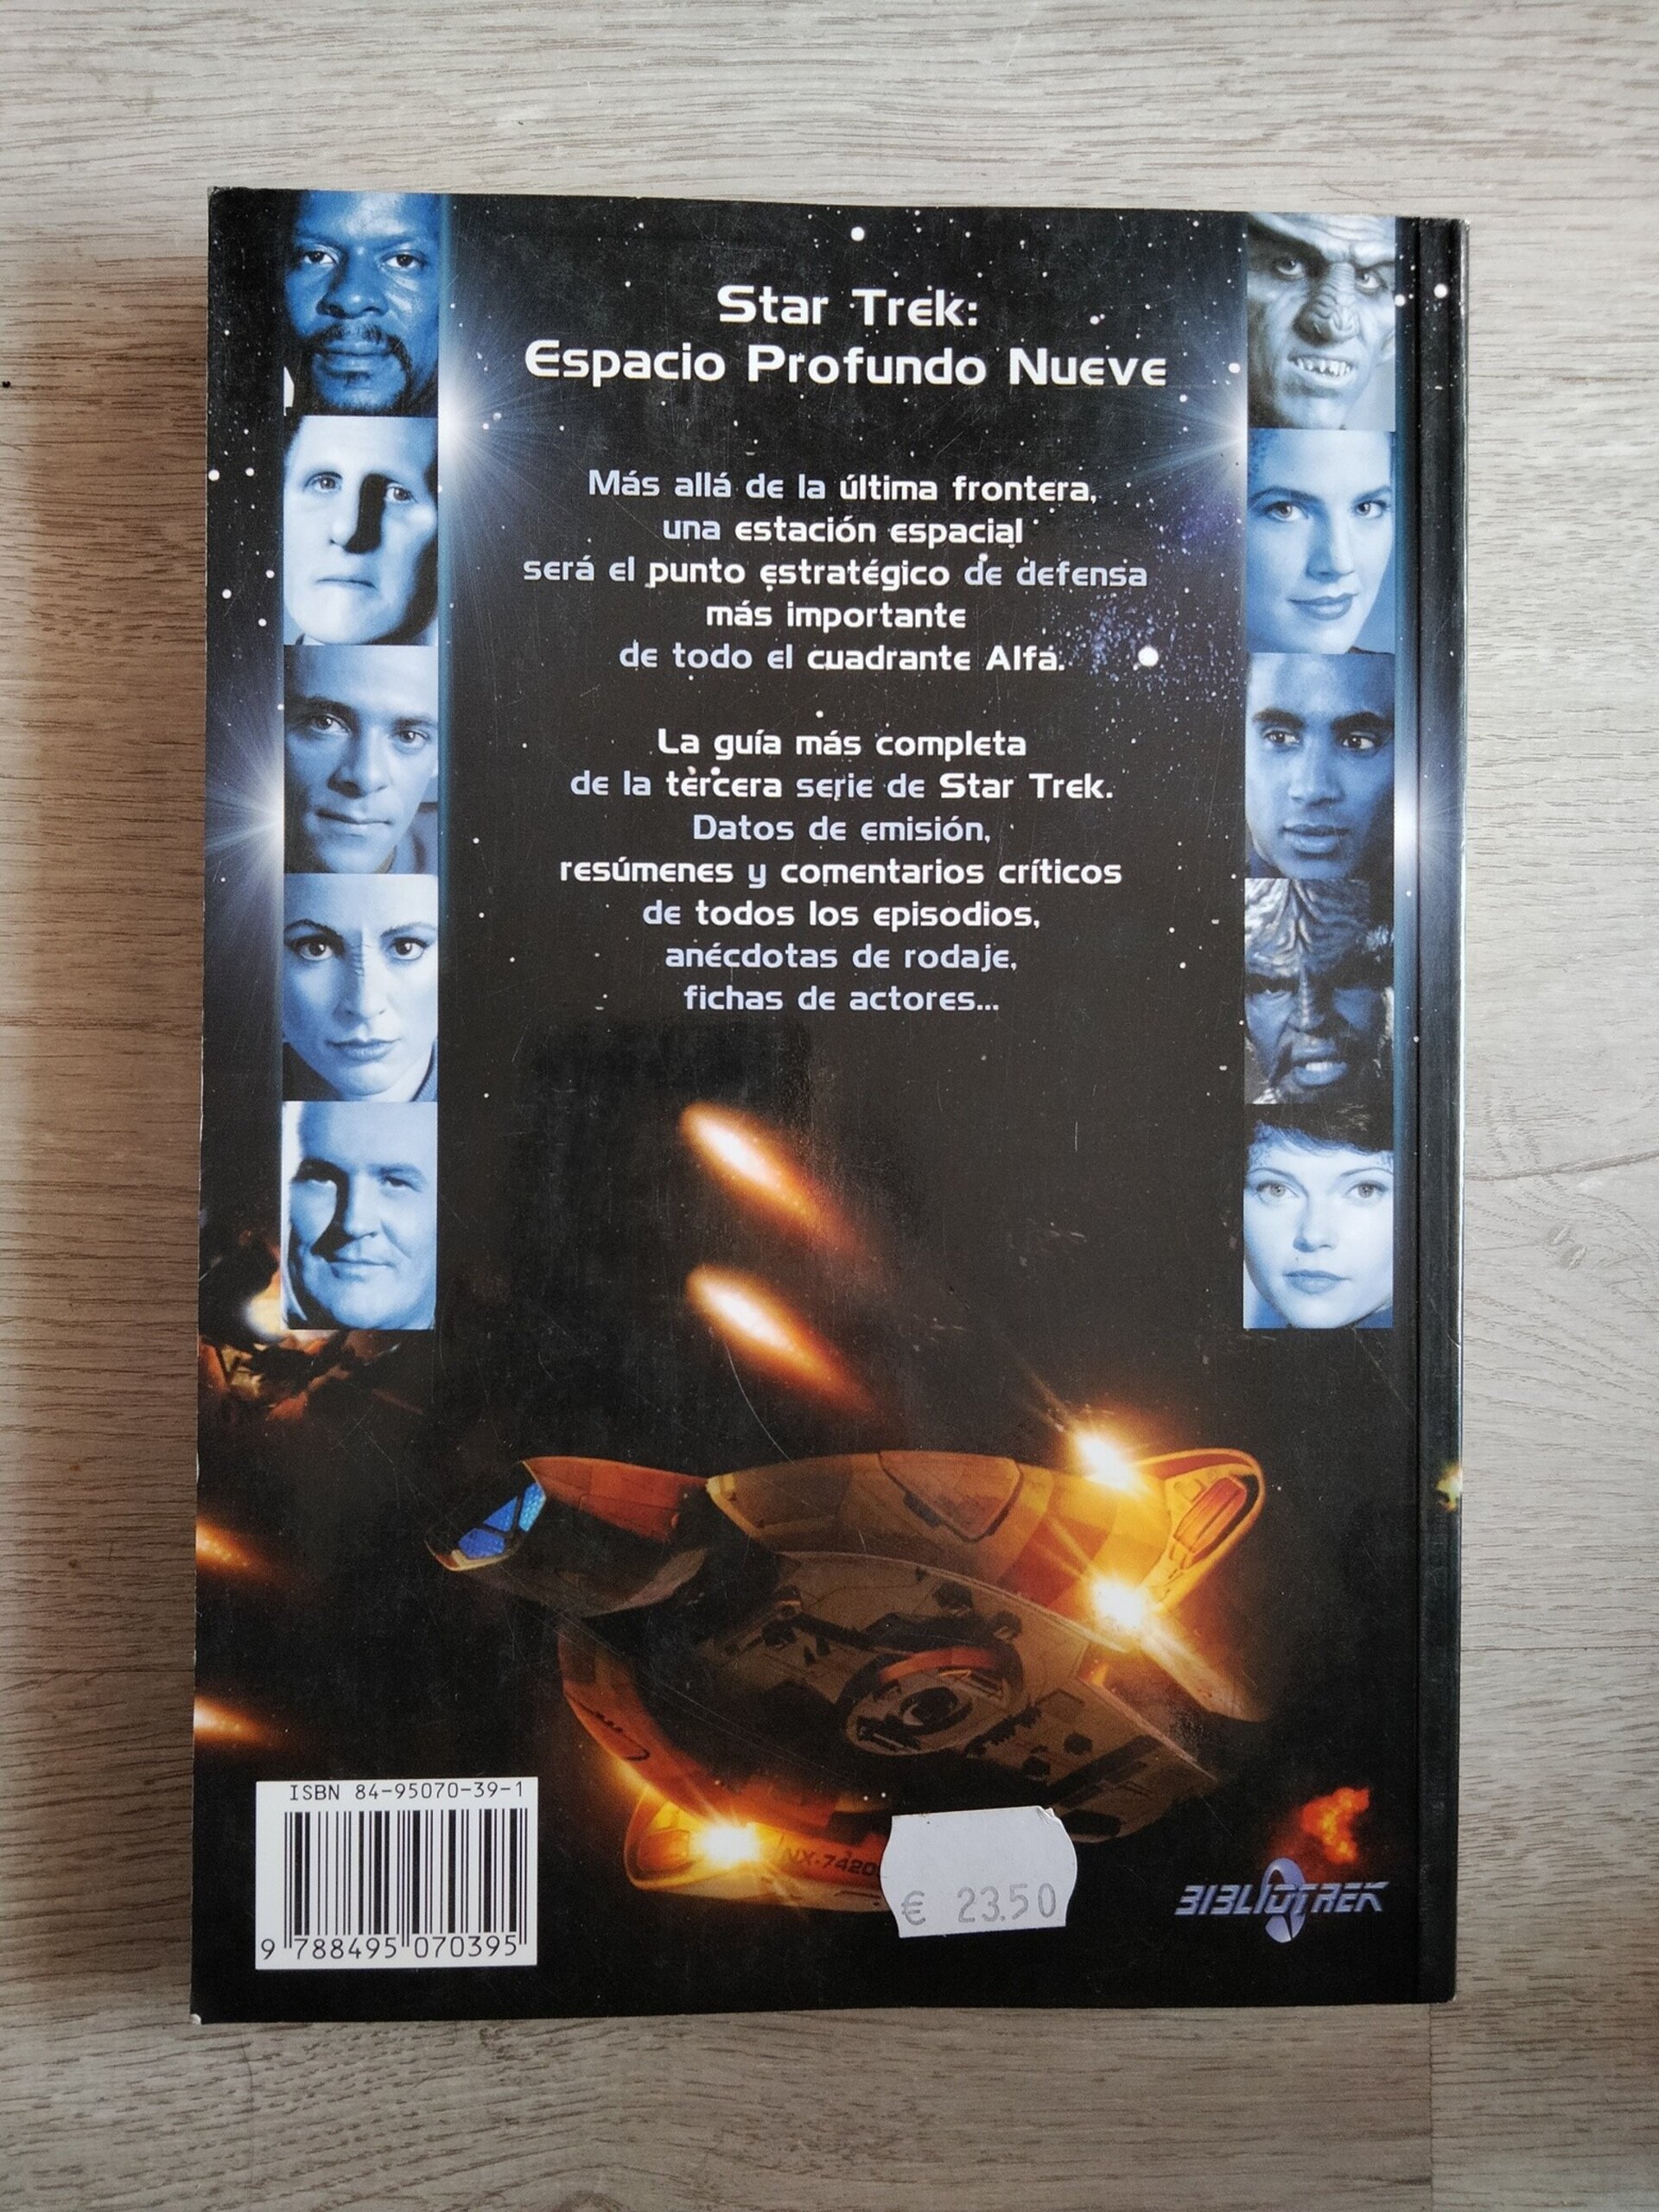 Star Trek:
Espacio Profundo Nueve
Más allá de la última frontera,
una estación espacial
será el punto estratégico de defensa
más importante
de todo el cuadrante Alfa.
La guía más completa
de la tercera serie de Star Trek.
Datos de emisión,
resúmenes y comentarios críticos
de todos los episodios,
anécdotas de rodaje,
fichas de actores...
ISBN 84-95070-39-1
9 788495 070395
NX-7420
€ 23.50
BIBLIOTREK